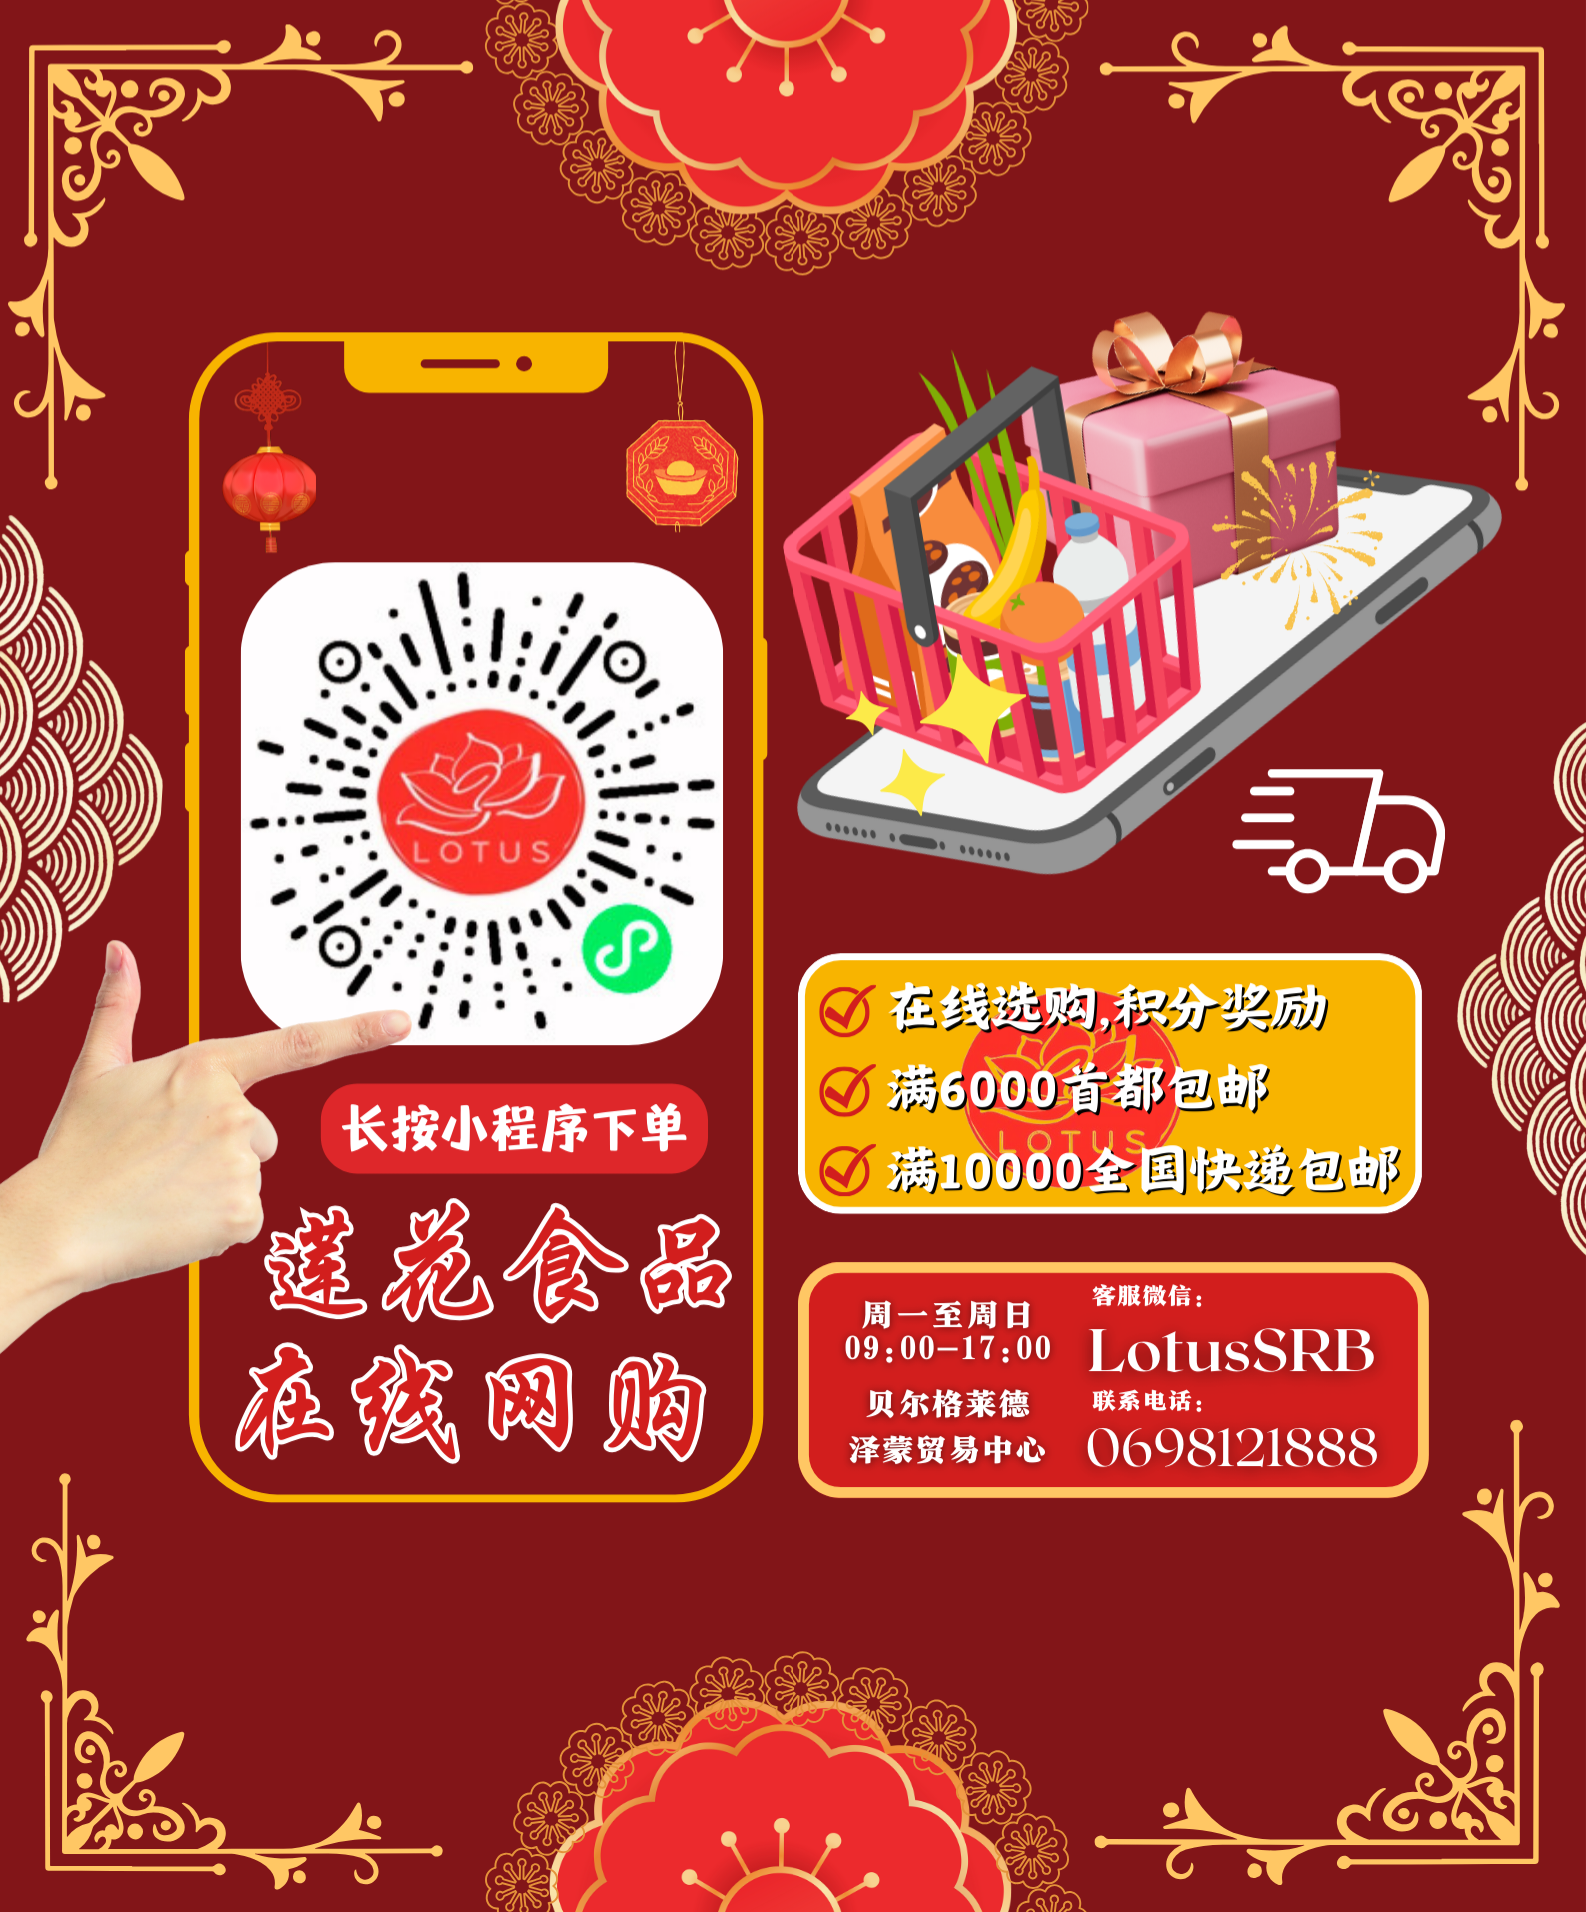 LOTUS
长按小程序下单
莲花食品
在线网购
在线选购,积分奖励
满6000首都包邮
LOTUS
满10000全国快递包邮
周一至周日
09:00-17:00
贝尔格莱德
泽蒙贸易中心
客服微信:
LotusSRB
联系电话:
0698121888